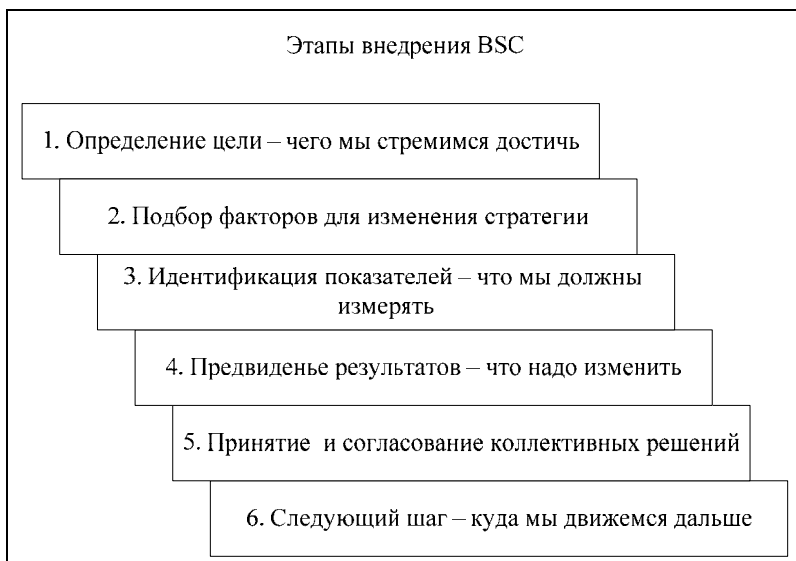 Этапы внедрения BSC
1. Определение цели – чего мы стремимся достичь
2. Подбор факторов для изменения стратегии
3. Идентификация показателей – что мы должны
измерять
4. Предвиденье результатов – что надо изменить
5. Принятие  и согласование коллективных решений
6. Следующий шаг – куда мы движемся дальше